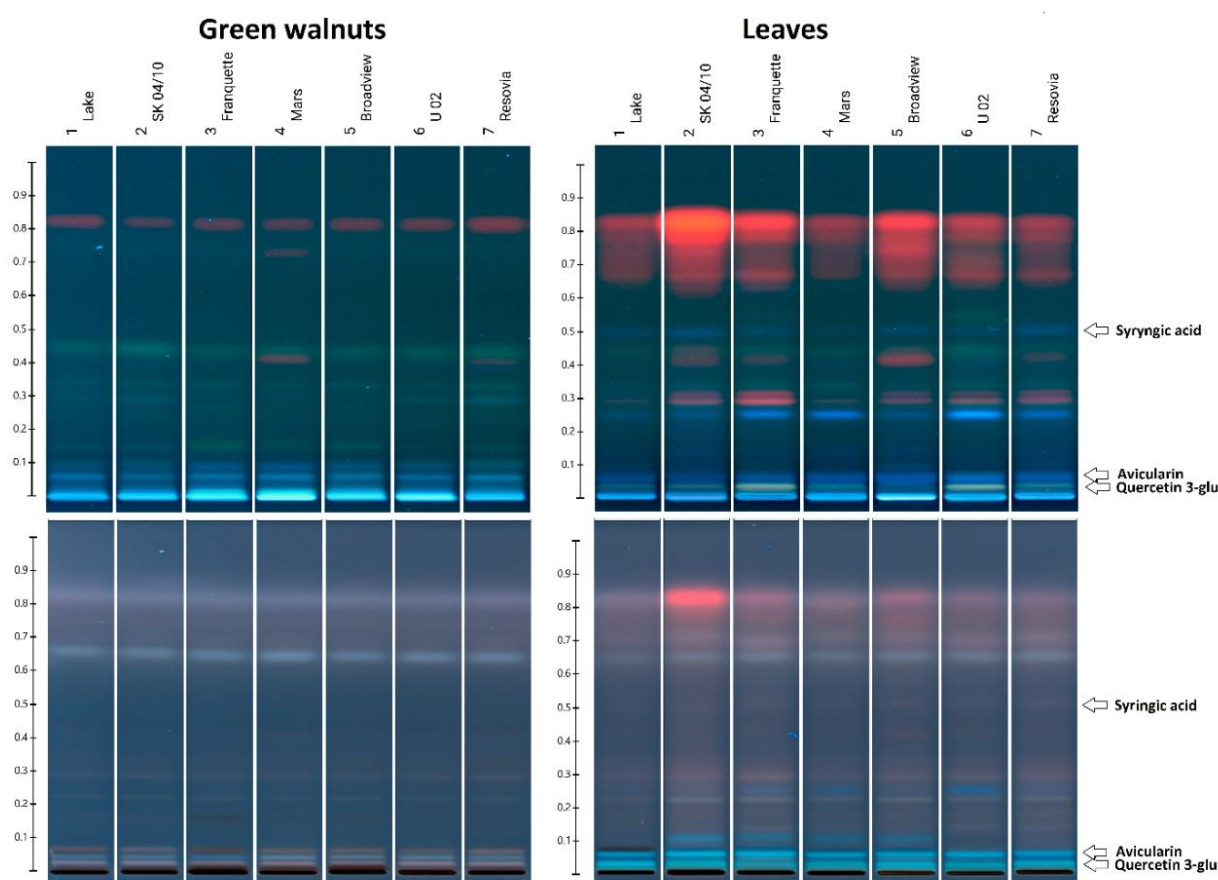 Green walnuts
Leaves
1 Lake
2 SK 04/10
3 Franquette
4 Mars
5 Broadview
6 U 02
7 Resovia
1 Lake
2 SK 04/10
3 Franquette
4 Mars
5 Broadview
6 U 02
7 Resovia
0.9
0.8
0.7
0.6
0.5
0.4
0.3
0.2
0.1
0.9
0.8
0.7
0.6
0.5
0.4
0.3
0.2
0.1
Syryngic acid
Avicularin
Quercetin 3-glu
0.9
0.8
0.7
0.6
0.5
0.4
0.3
0.2
0.1
0.9
0.8
0.7
0.6
0.5
0.4
0.3
0.2
0.1
Syringic acid
Avicularin
Quercetin 3-glu